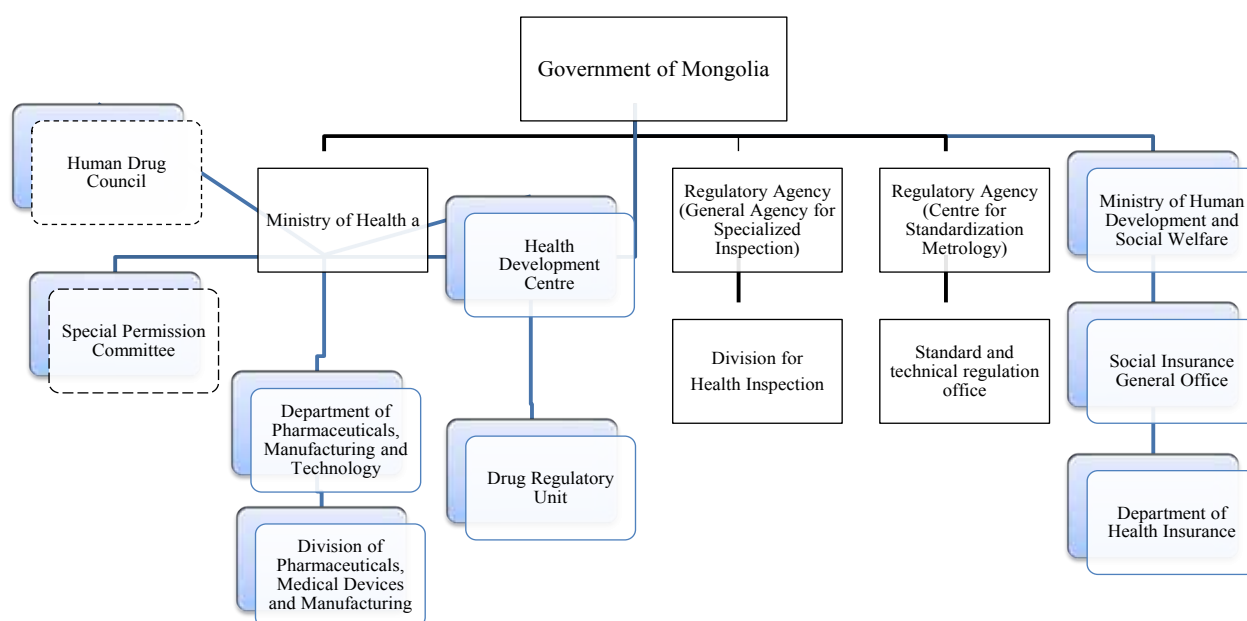 Government of Mongolia
Human Drug
Council
Ministry of Health a
Regulatory Agency
(General Agency for
Specialized
Inspection)
Regulatory Agency
(Centre for
Standardization
Metrology)
Ministry of Human
Development and
Social Welfare
Health
Development
Centre
Special Permission
Committee
Division for
Health Inspection
Standard and
technical regulation
office
Social Insurance
General Office
Department of
Pharmaceuticals,
Manufacturing and
Technology
Drug Regulatory
Unit
Department of
Health Insurance
Division of
Pharmaceuticals,
Medical Devices
and Manufacturing